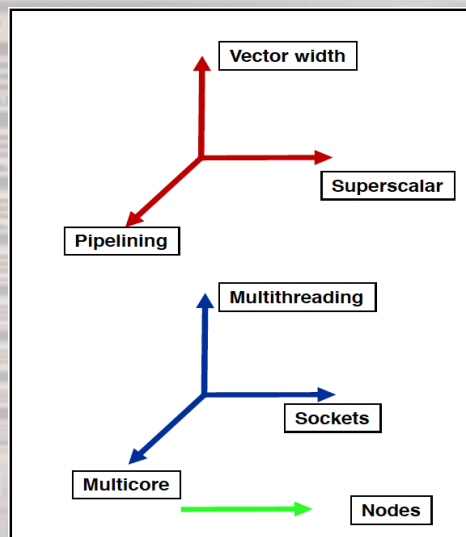 Vector width
Superscalar
Pipelining
Multithreading
Sockets
Multicore
Nodes